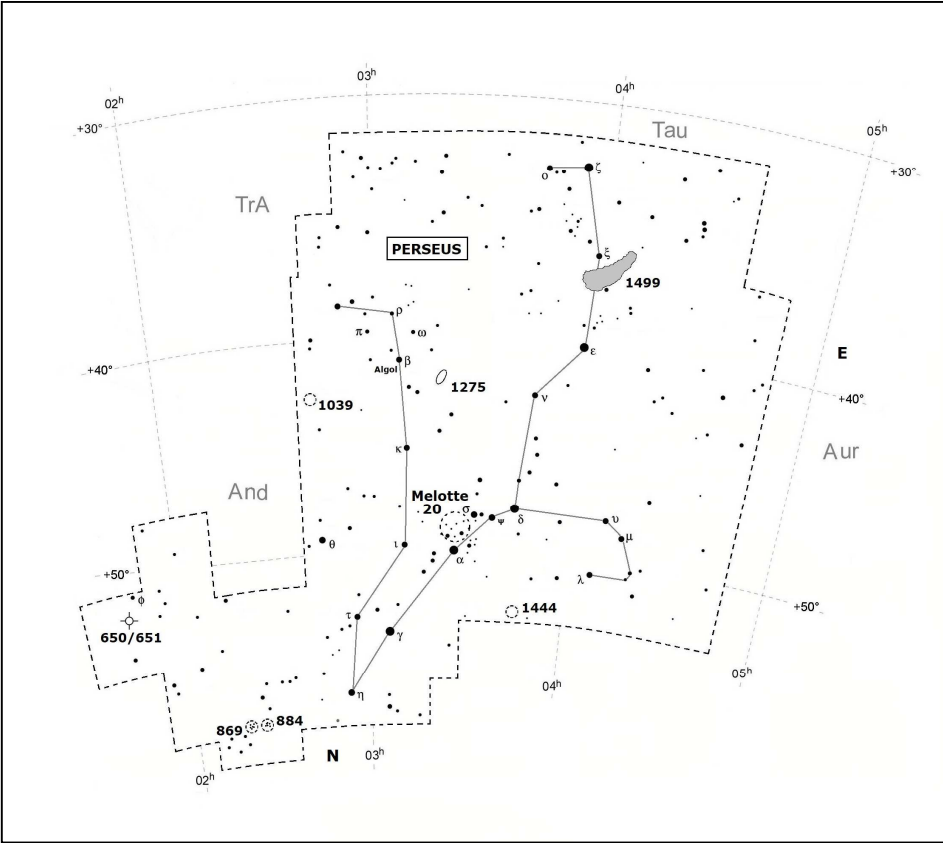 03h
02h
04h
05h
+30°
Tau
+30°
ζ
ο
TrA
PERSEUS
ξ
1499
ρ
π
ω
ε
E
β
Algol
+40°
1275
ν
+40°
1039
κ
Aur
And
Melotte
20
σ
ψ
δ
υ
θ
ι
μ
α
+50°
λ
φ
1444
+50°
τ
650/651
γ
05h
04h
η
869
884
N
03h
02h